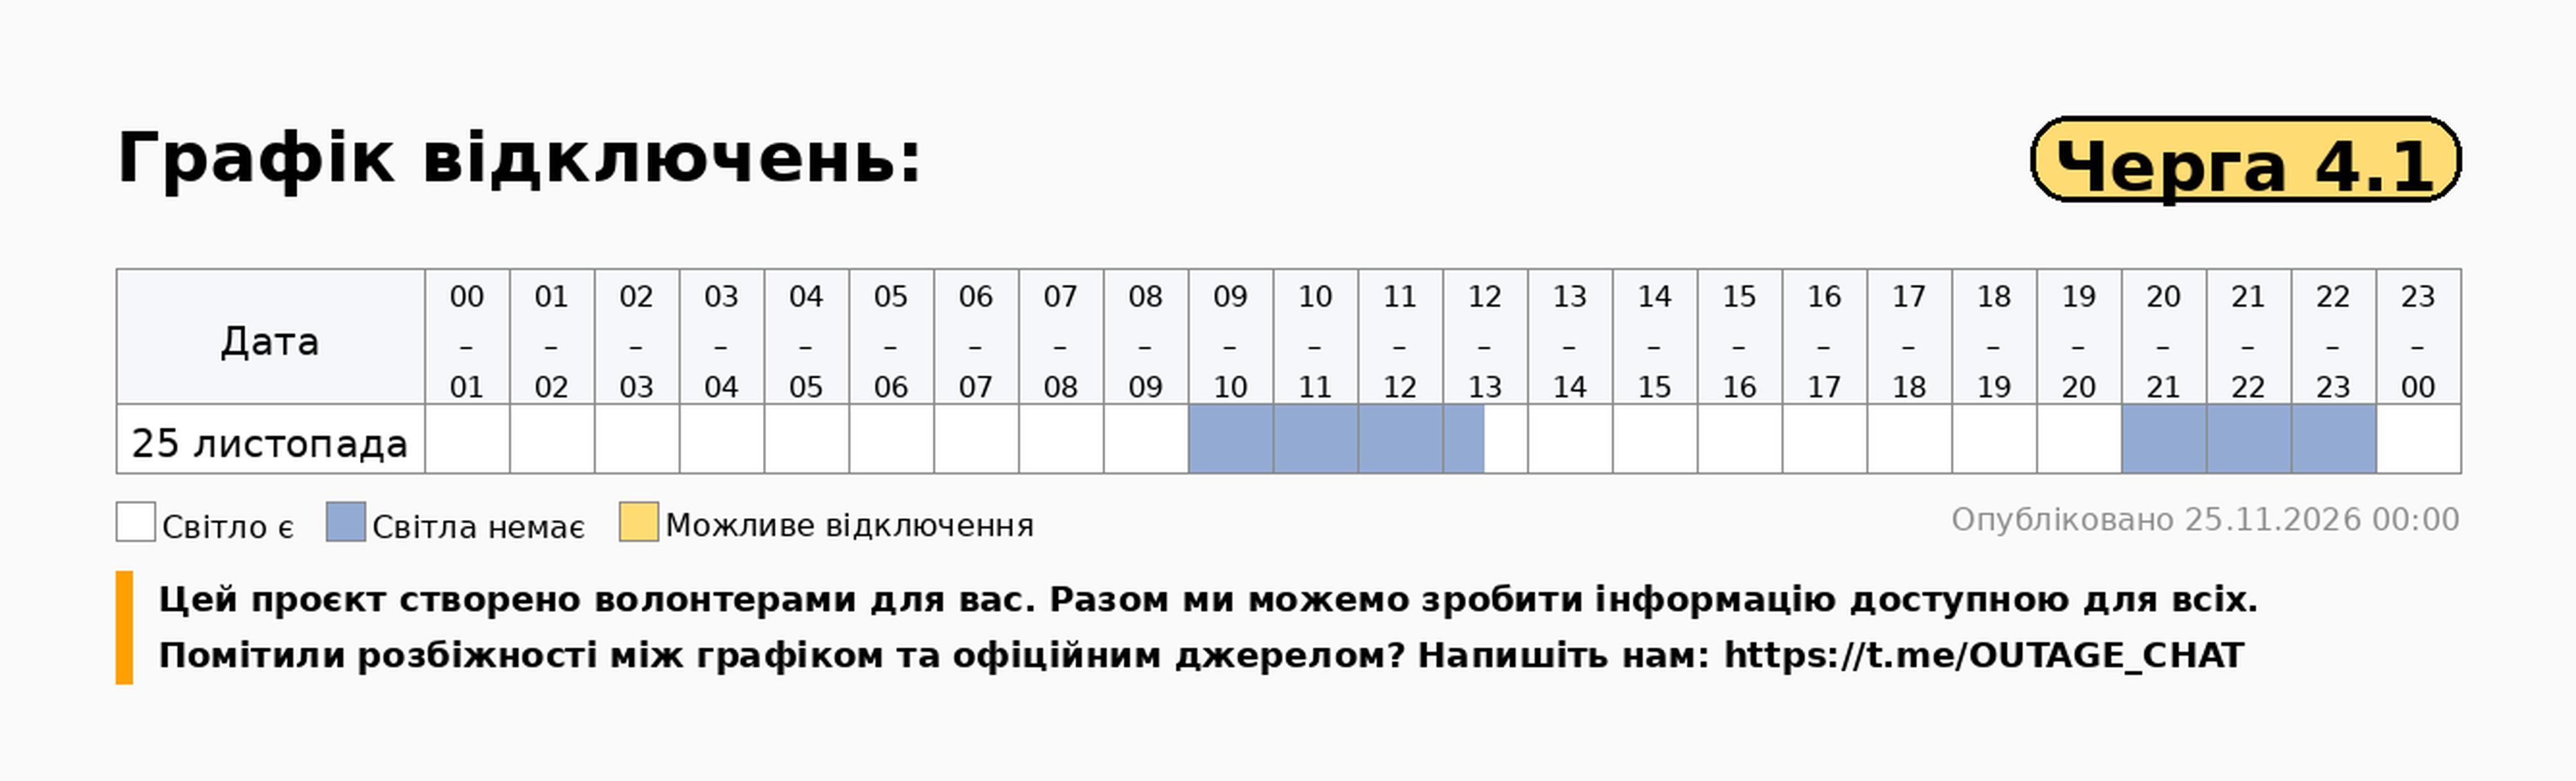 Графік відключень:
Черга 4.1
Дата
00 – 01
01 – 02
02 – 03
03 – 04
04 – 05
05 – 06
06 – 07
07 – 08
08 – 09
09 – 10
10 – 11
11 – 12
12 – 13
13 – 14
14 – 15
15 – 16
16 – 17
17 – 18
18 – 19
19 – 20
20 – 21
21 – 22
22 – 23
23 – 00
25 листопада
Світло є
Світла немає
Можливе відключення
Опубліковано 25.11.2026 00:00
Цей проєкт створено волонтерами для вас. Разом ми можемо зробити інформацію доступною для всіх.
Помітили розбіжності між графіком та офіційним джерелом? Напишіть нам: https://t.me/OUTAGE_CHAT